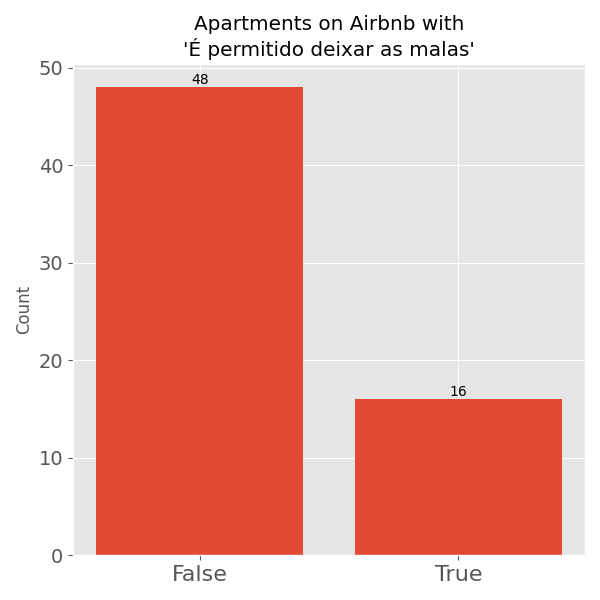 Apartments on Airbnb with
'É permitido deixar as malas'
50
48
40
30
Count
20
16
10
0
False True